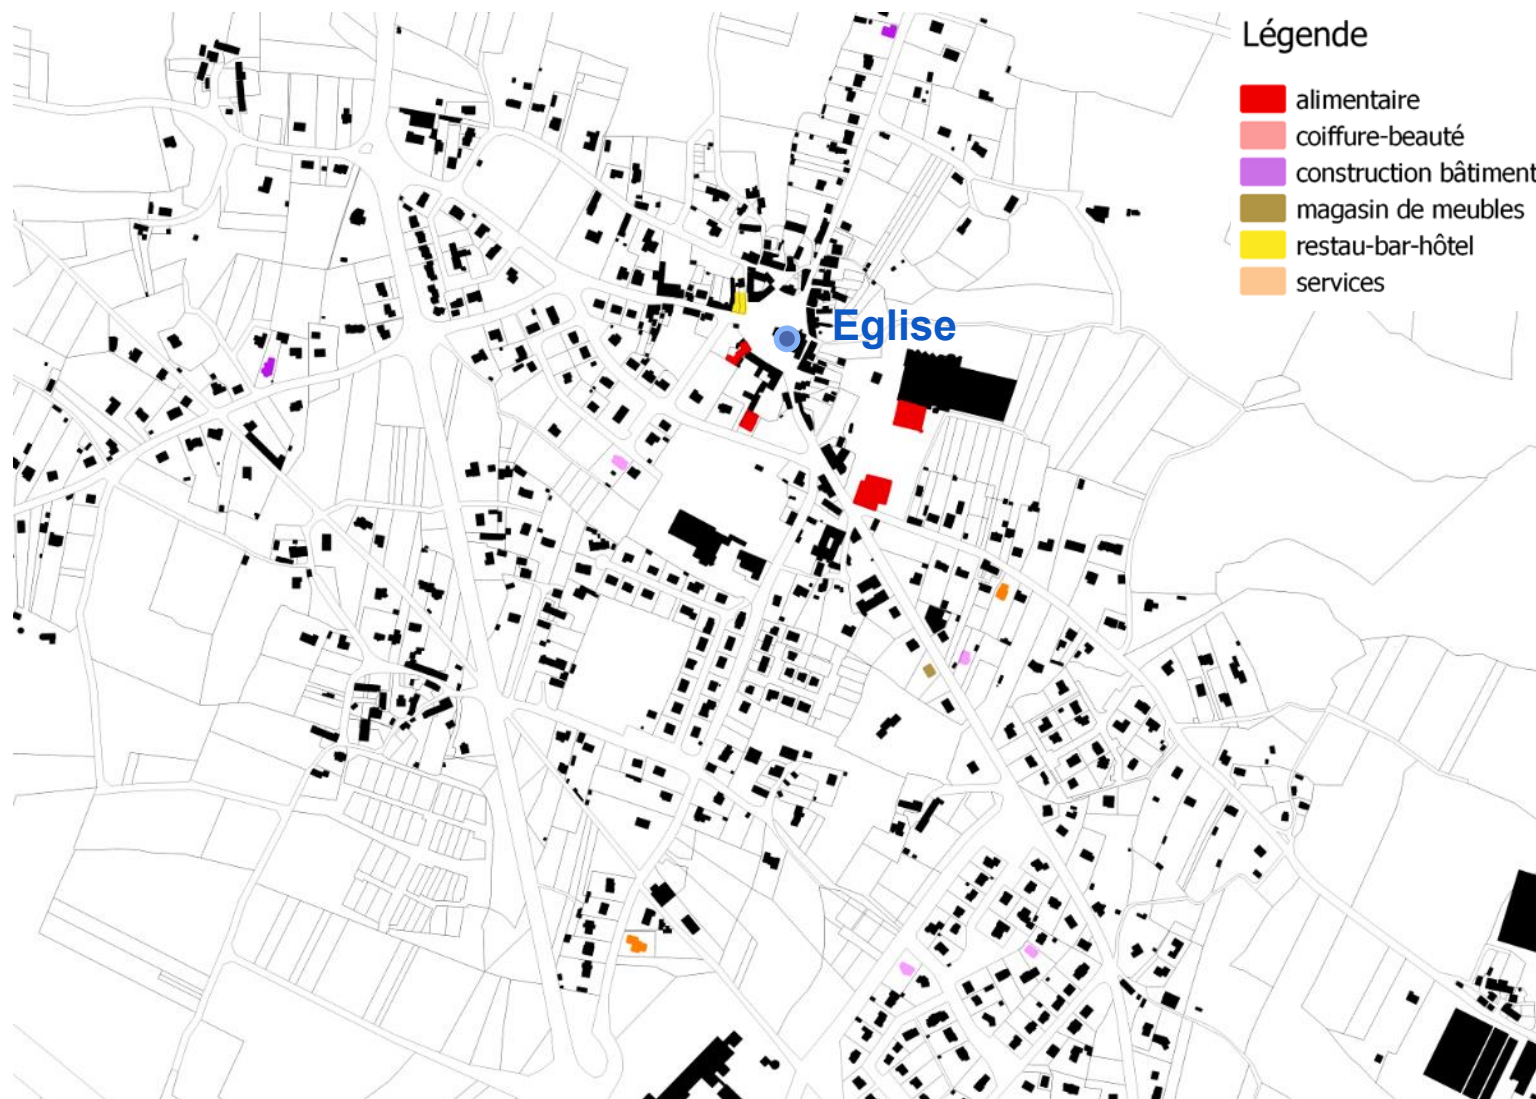 Légende
alimentaire
coiffure-beauté
construction bâtiment
magasin de meubles
restau-bar-hôtel
services
Eglise